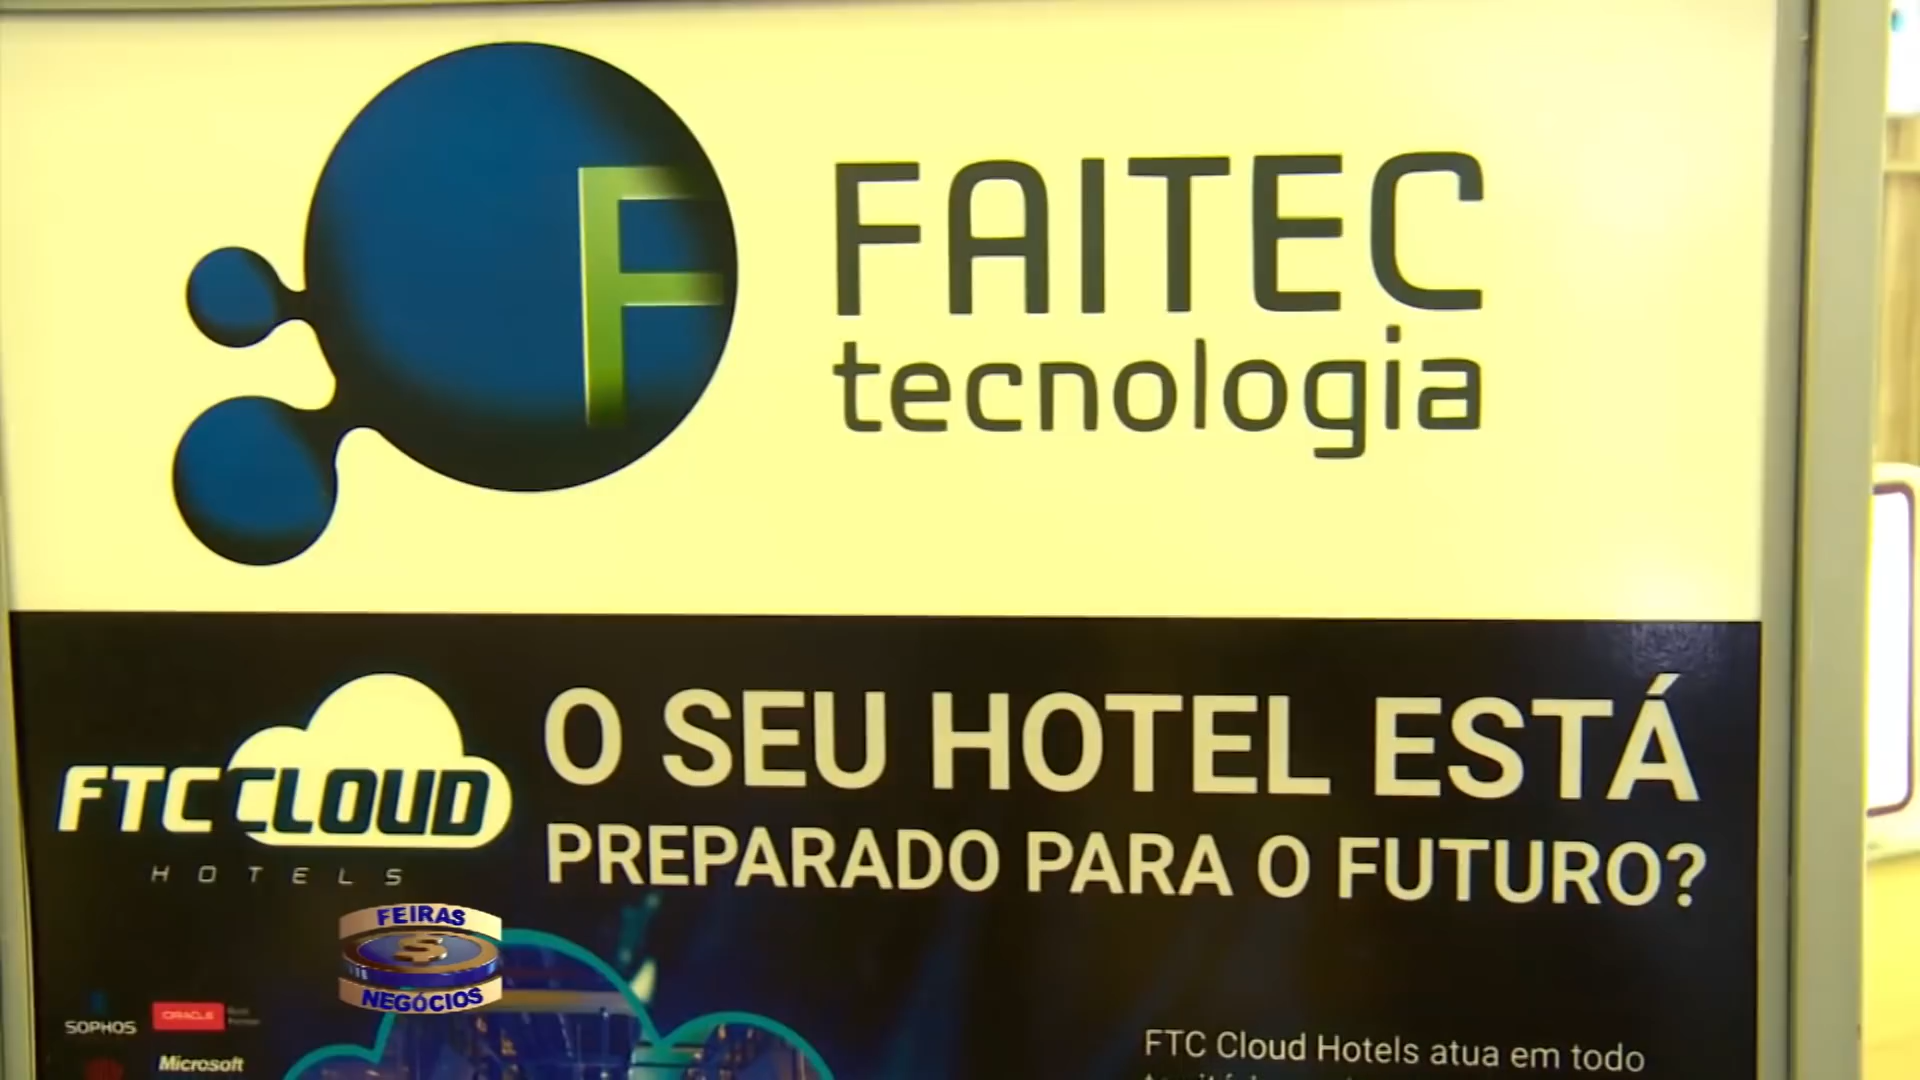 F
FAITEC
tecnologia
FTC CLOUD
HOTELS
O SEU HOTEL ESTÁ
PREPARADO PARA O FUTURO?
FEIRAS
$
NEGÓCIOS
SOPHOS
ORACLE
Microsoft
FTC Cloud Hotels atua em todo